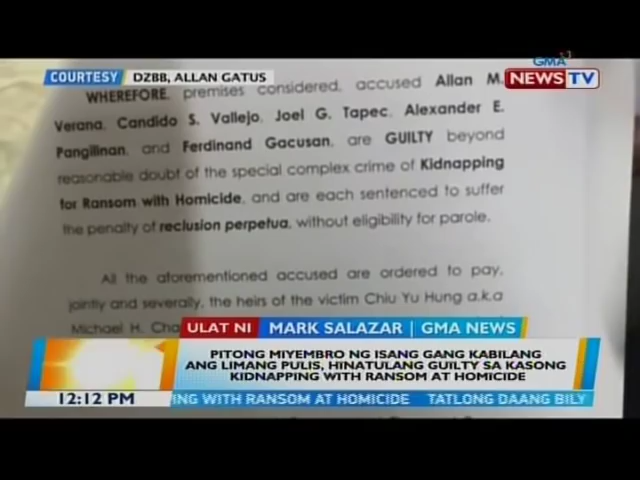 GMA
NEWS TV
COURTESY DZBB, ALLAN GATUS
WHEREFORE, premises considered, accused Allan M.
Verana, Candido S. Vallejo, Joel G. Tapec, Alexander E.
Pangilinan, and Ferdinand Gacusan, are GUILTY beyond
reasonable doubt of the special complex crime of Kidnapping
for Ransom with Homicide, and are each sentenced to suffer
the penalty of reclusion perpetua, without eligibility for parole.
All the aforementioned accused are ordered to pay,
jointly and severally, the heirs of the victim Chiu Yu Hung a.k.a
Michael H. Cha
ULAT NI MARK SALAZAR | GMA NEWS
PITONG MIYEMBRO NG ISANG GANG KABILANG
ANG LIMANG PULIS, HINATULANG GUILTY SA KASONG
KIDNAPPING WITH RANSOM AT HOMICIDE
12:12 PM ING WITH RANSOM AT HOMICIDE TATLONG DAANG BILY